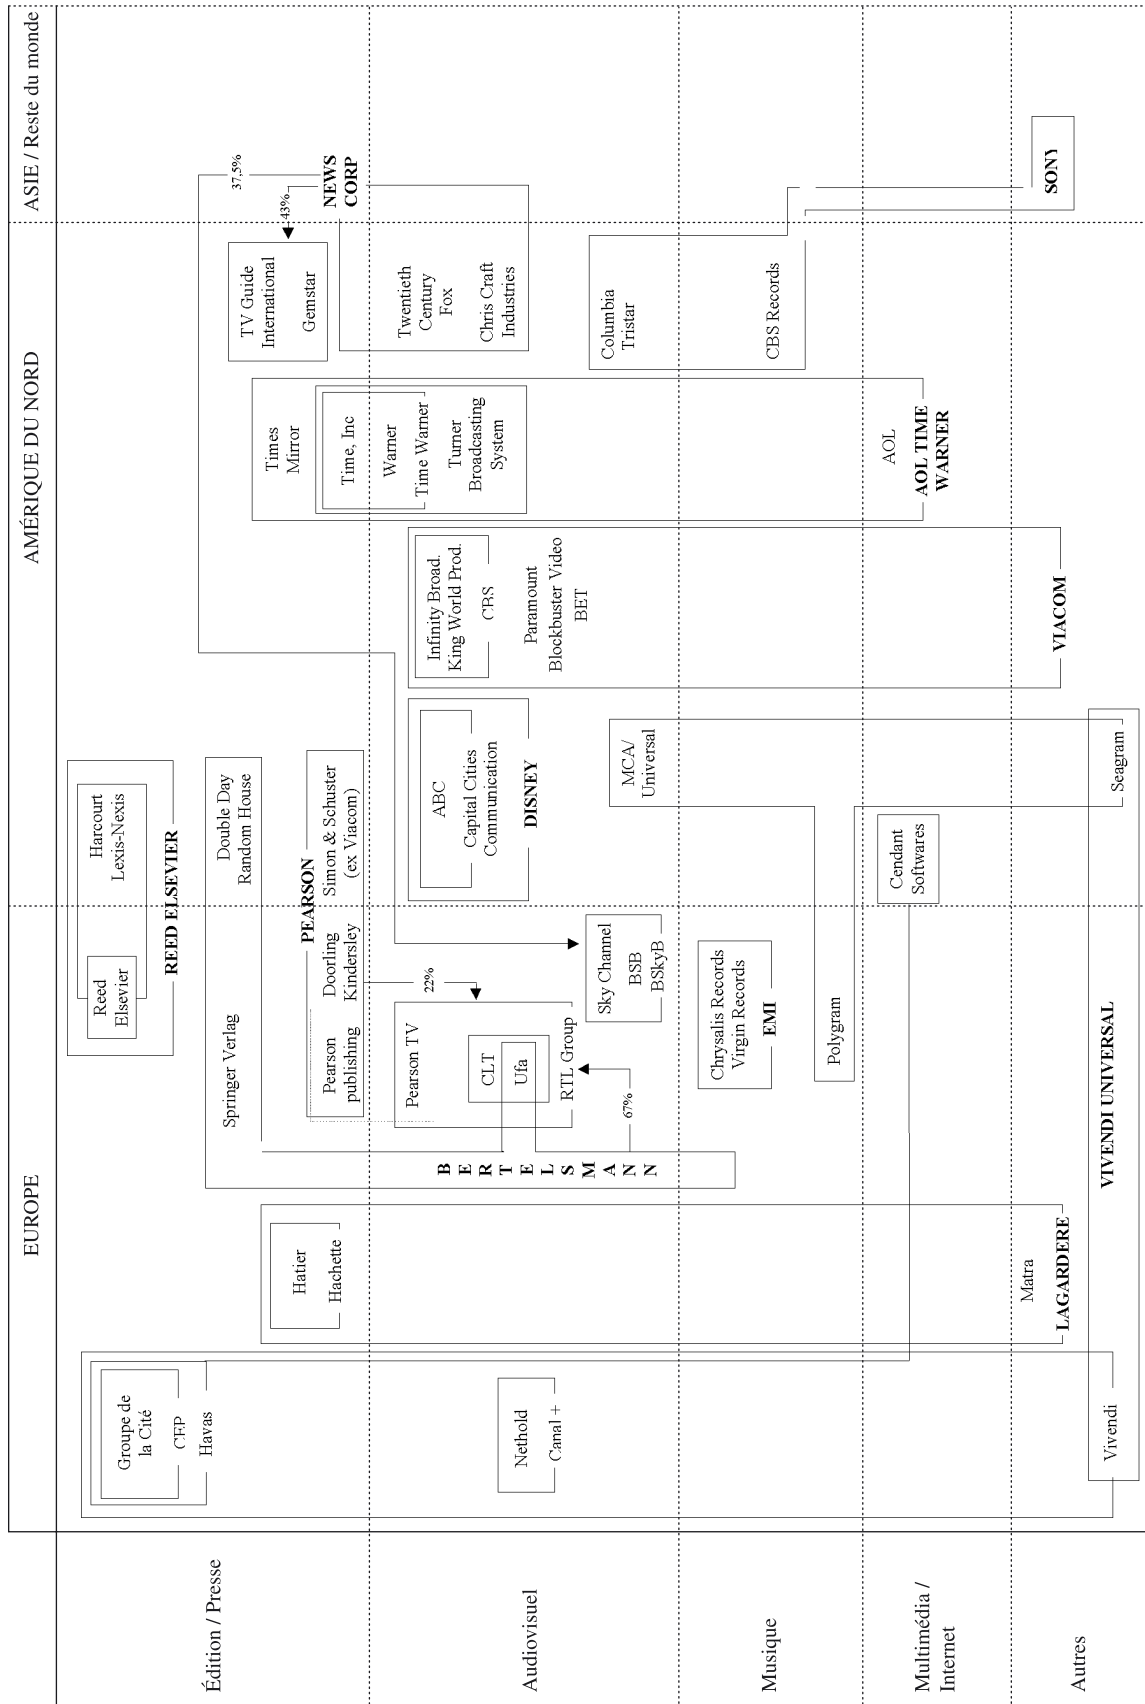 EUROPE
AMÉRIQUE DU NORD
ASIE / Reste du monde
Édition / Presse
Groupe de
la Cité
CEP
Havas
Hatier
Hachette
Springer Verlag
Reed
Elsevier
Harcourt
Lexis-Nexis
REED ELSEVIER
Double Day
Random House
Pearson
publishing
Doorling
Kindersley
PEARSON
Simon & Schuster
(ex Viacom)
Times
Mirror
Time, Inc
TV Guide
International
Gemstar
43%
37,5%
NEWS
CORP
Audiovisuel
Nethold
Canal +
BERTELSMANN
Pearson TV
CLT
Ufa
RTL Group
22%
67%
Sky Channel
BSB
BSkyB
ABC
Capital Cities
Communication
DISNEY
MCA/
Universal
Infinity Broad.
King World Prod.
CBS
Paramount
Blockbuster Video
BET
Warner
Time Warner
Turner
Broadcasting
System
Twentieth
Century
Fox
Chris Craft
Industries
Columbia
Tristar
Musique
Chrysalis Records
Virgin Records
EMI
Polygram
CBS Records
Multimédia /
Internet
Cendant
Softwares
AOL
AOL TIME
WARNER
Autres
Vivendi
Matra
LAGARDERE
VIVENDI UNIVERSAL
Seagram
VIACOM
SONY